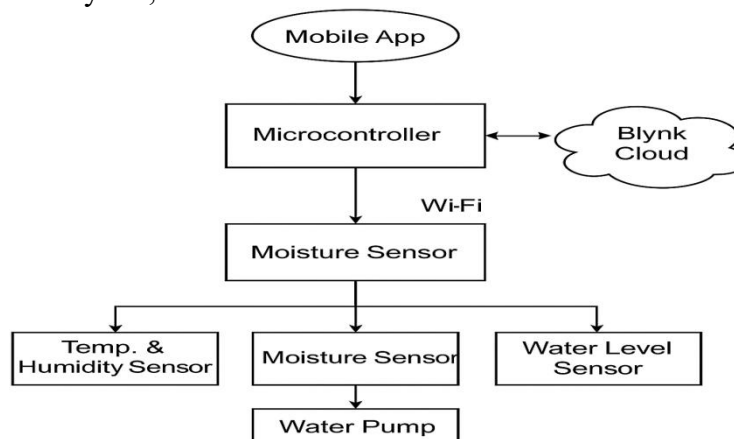 Mobile App
Microcontroller
Blynk
Cloud
Wi-Fi
Moisture Sensor
Temp. &
Humidity Sensor
Moisture Sensor
Water Level
Sensor
Water Pump